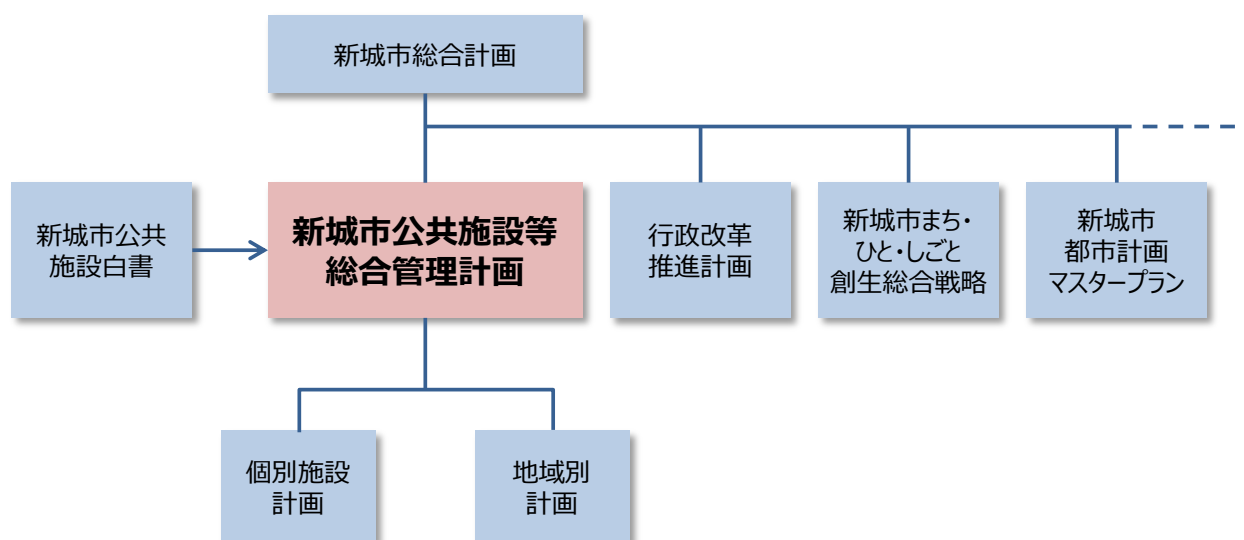 新城市総合計画
新城市公共
施設白書
新城市公共施設等
総合管理計画
行政改革
推進計画
新城市まち・
ひと・しごと
創生総合戦略
新城市
都市計画
マスタープラン
個別施設
計画
地域別
計画